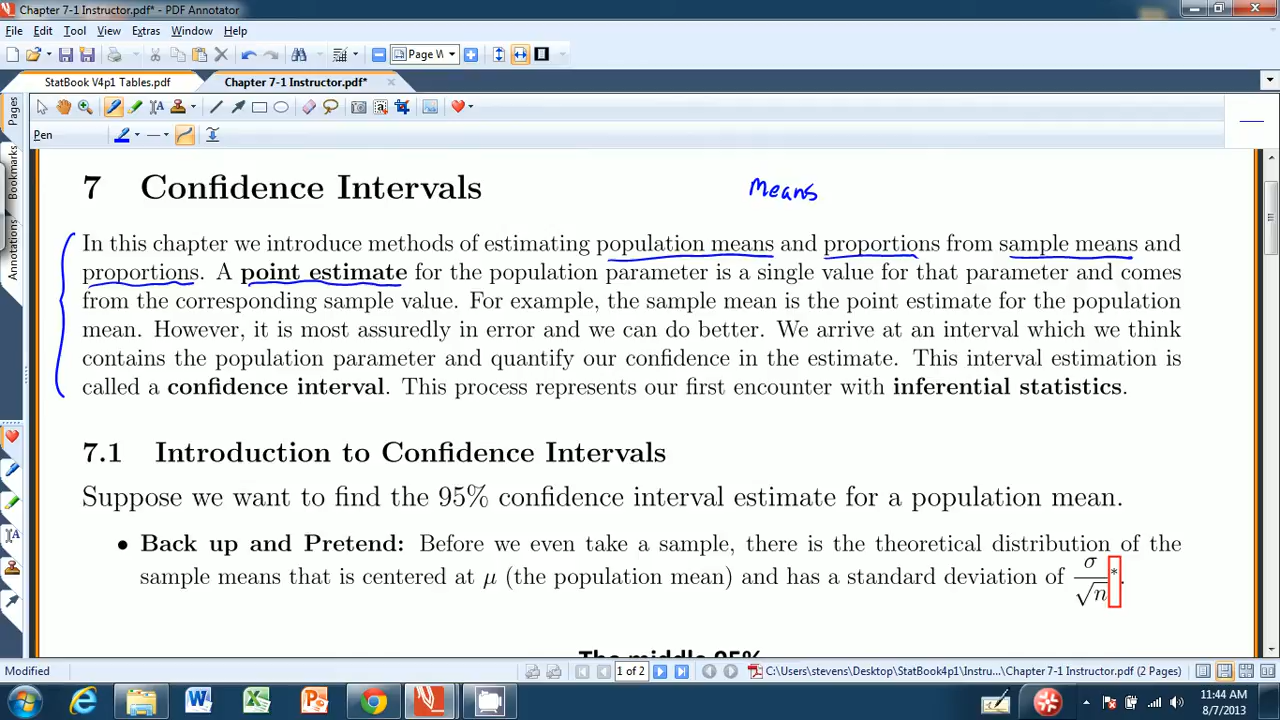 Chapter 7-1 Instructor.pdf* - PDF Annotator
File Edit Tool View Extras Window Help
Page W
StatBook V4p1 Tables.pdf Chapter 7-1 Instructor.pdf*
Pen
Pages
Bookmarks
Annotations
7 Confidence Intervals
Means
In this chapter we introduce methods of estimating population means and proportions from sample means and
proportions. A point estimate for the population parameter is a single value for that parameter and comes
from the corresponding sample value. For example, the sample mean is the point estimate for the population
mean. However, it is most assuredly in error and we can do better. We arrive at an interval which we think
contains the population parameter and quantify our confidence in the estimate. This interval estimation is
called a confidence interval. This process represents our first encounter with inferential statistics.
7.1 Introduction to Confidence Intervals
Suppose we want to find the 95% confidence interval estimate for a population mean.
• Back up and Pretend: Before we even take a sample, there is the theoretical distribution of the
sample means that is centered at μ (the population mean) and has a standard deviation of σ/√n*.
The middle 95%
Modified
1 of 2
C:\Users\stevens\Desktop\StatBook4p1\Instru...\Chapter 7-1 Instructor.pdf (2 Pages)
11:44 AM
8/7/2013